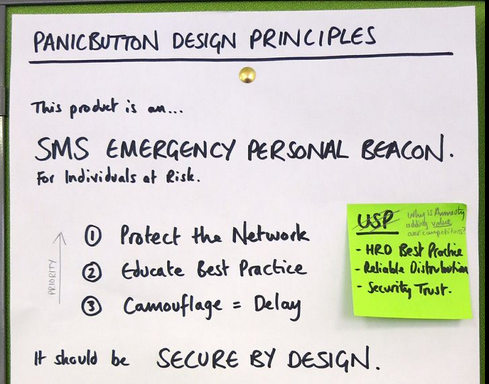 PANICBUTTON DESIGN PRINCIPLES
This product is an...
SMS EMERGENCY PERSONAL BEACON.
For Individuals at Risk.
① Protect the Network
② Educate Best Practice
③ Camouflage = Delay
PRIORITY
USP
why is Amnesty
adding value
over competitors?
- HRD Best Practice
- Reliable Distribution
- Security Trust.
It should be SECURE BY DESIGN.